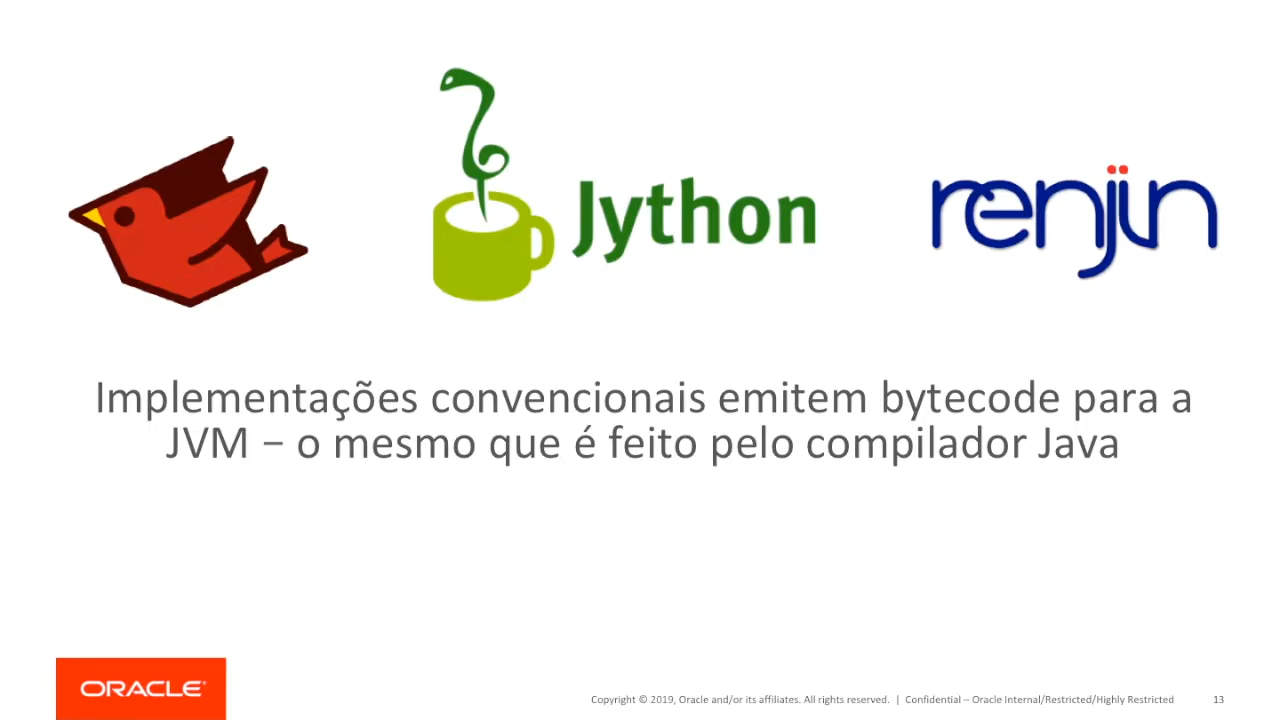 Jython
renjin
Implementações convencionais emitem bytecode para a
JVM – o mesmo que é feito pelo compilador Java
ORACLE®
Copyright © 2019, Oracle and/or its affiliates. All rights reserved. | Confidential – Oracle Internal/Restricted/Highly Restricted 13